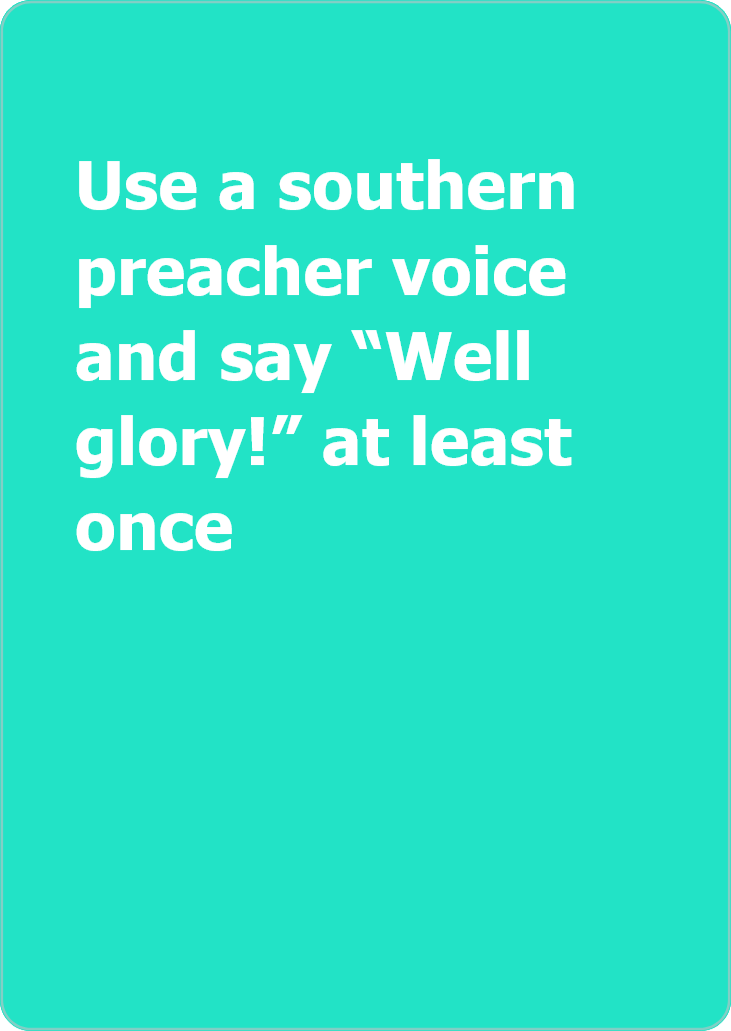 Use a southern
preacher voice
and say “Well
glory!” at least
once